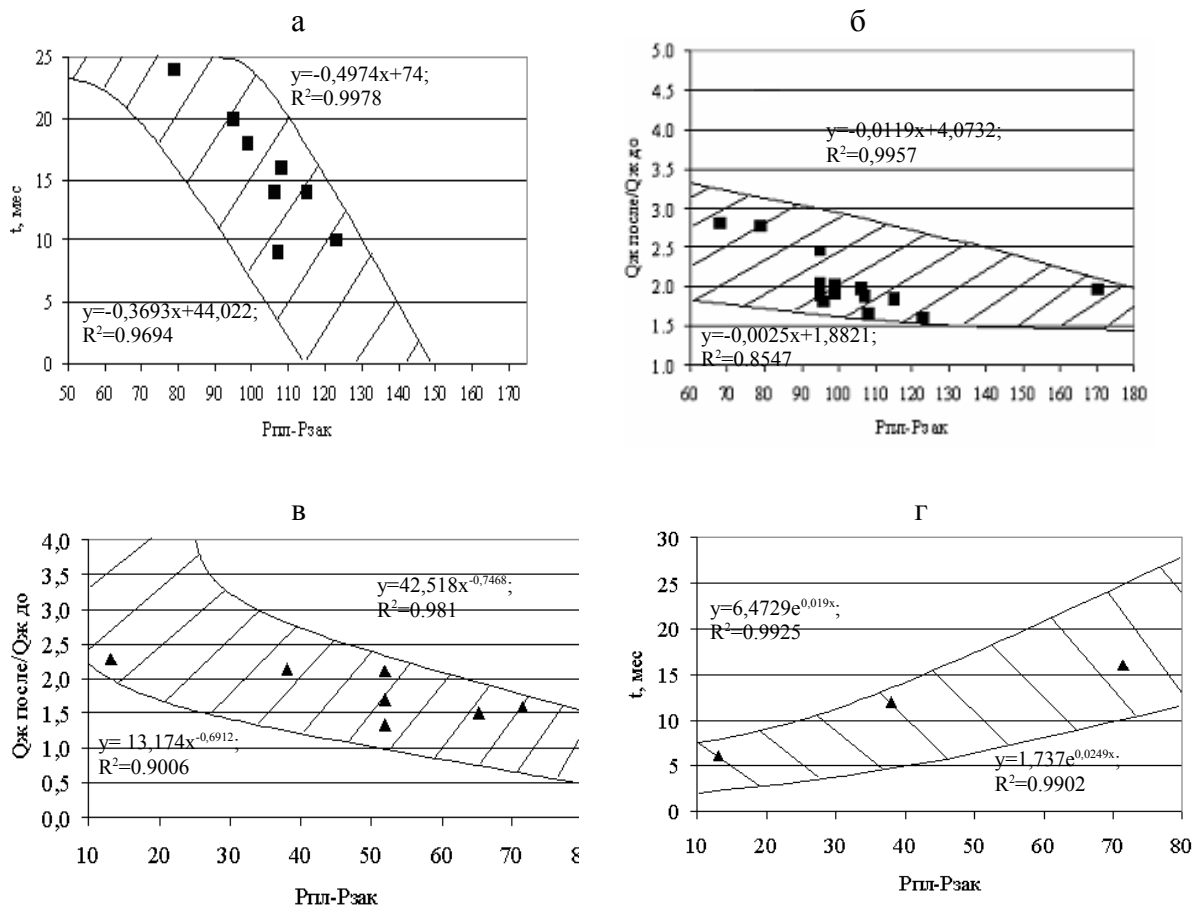 а
25
20
15
10
5
0
t, мес
y=-0,4974x+74;
R²=0.9978
y=-0,3693x+44,022;
R²=0.9694
50 60 70 80 90 100 110 120 130 140 150 160 170
Рпл-Рзак
б
5.0
4.5
4.0
3.5
3.0
2.5
2.0
1.5
1.0
Qж после/Qж до
y=-0,0119x+4,0732;
R²=0,9957
y=-0,0025x+1,8821;
R²=0.8547
60 70 80 90 100 110 120 130 140 150 160 170 180
Рпл-Рзак
в
4,0
3,5
3,0
2,5
2,0
1,5
1,0
0,5
0,0
Qж после/Qж до
y=42,518x⁻⁰,⁷⁴⁶⁸;
R²=0.981
y= 13,174x⁻⁰,⁶⁹¹²;
R²=0.9006
10 20 30 40 50 60 70
Рпл-Рзак
г
30
25
20
15
10
5
0
t, мес
y=6,4729e⁰,⁰¹⁹ˣ;
R²=0.9925
y=1,737e⁰,⁰²⁴⁹ˣ;
R²=0.9902
10 20 30 40 50 60 70 80
Рпл-Рзак